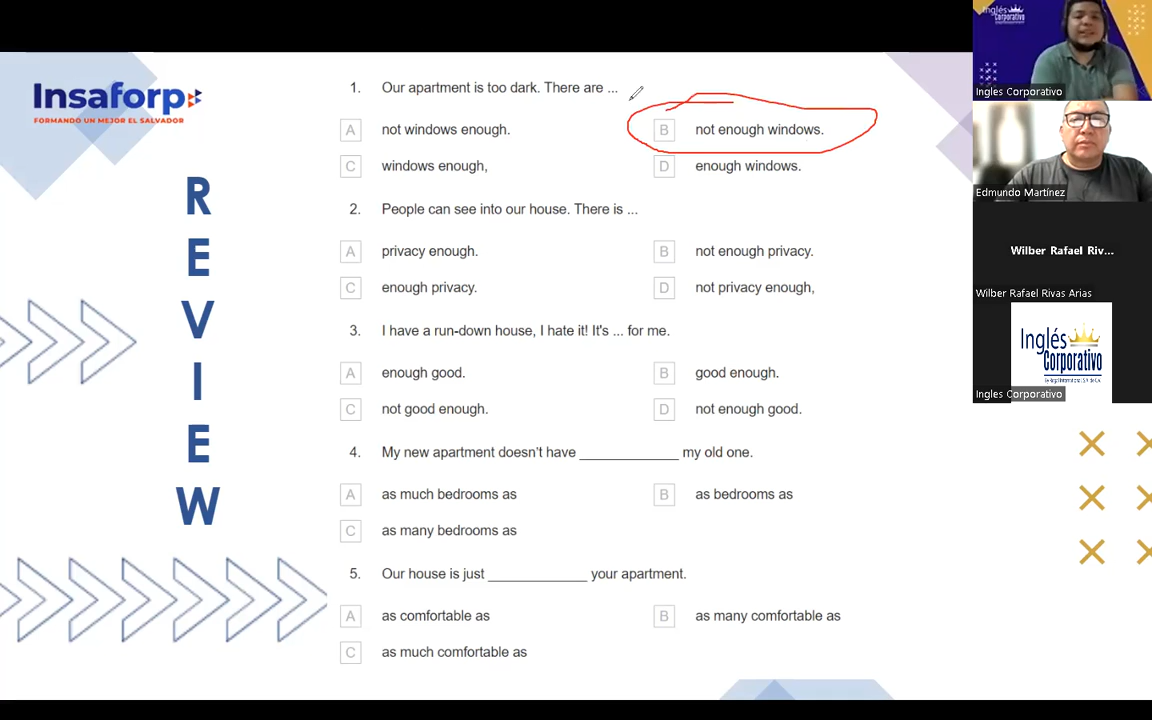 Insaforp
FORMANDO UN MEJOR EL SALVADOR
REVIEW
1. Our apartment is too dark. There are ...
A not windows enough.
B not enough windows.
C windows enough,
D enough windows.
2. People can see into our house. There is ...
A privacy enough.
B not enough privacy.
C enough privacy.
D not privacy enough,
3. I have a run-down house, I hate it! It's ... for me.
A enough good.
B good enough.
C not good enough.
D not enough good.
4. My new apartment doesn't have ____________ my old one.
A as much bedrooms as
B as bedrooms as
C as many bedrooms as
5. Our house is just ____________ your apartment.
A as comfortable as
B as many comfortable as
C as much comfortable as
Inglés
Corporativo
Ingles Corporativo
Edmundo Martínez
Wilber Rafael Riv...
Wilber Rafael Rivas Arias
Inglés
Corporativo
Ingles Corporativo